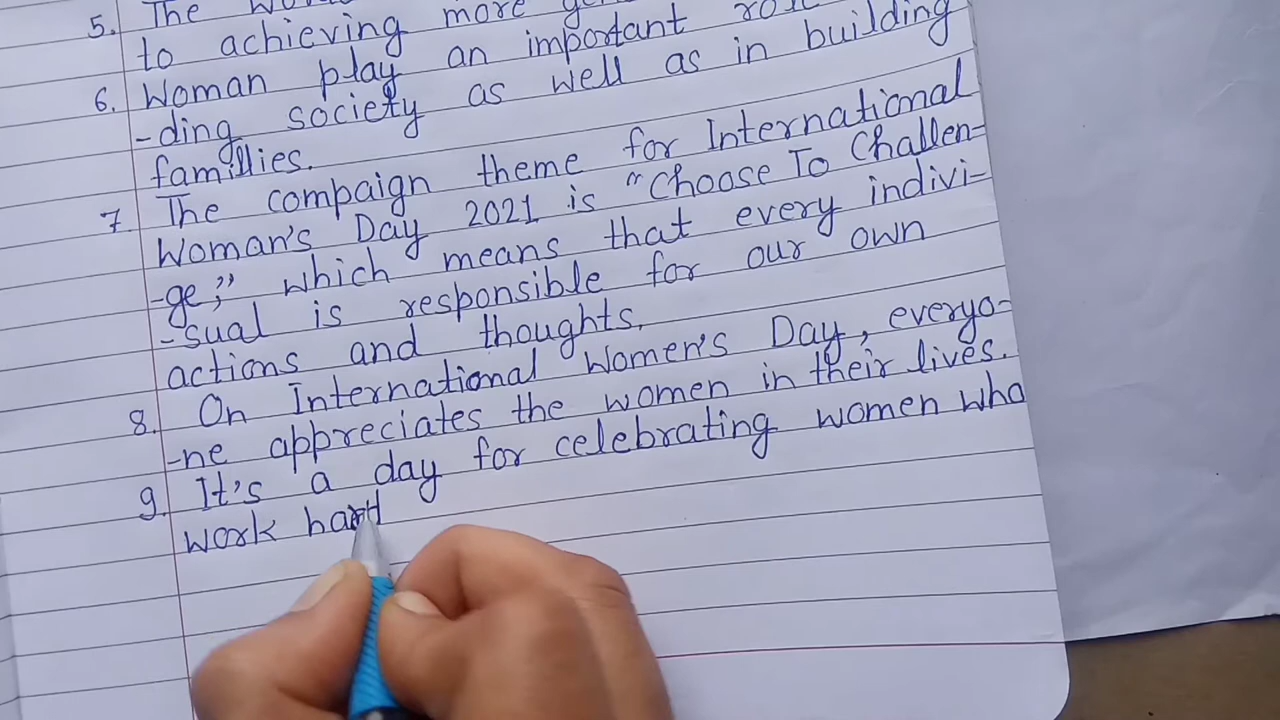 5. The
to achieving more
6. Woman play an important
-ding society as well as in building
families.
7. The compaign theme for International
Woman's Day 2021 is "Choose To Challen-
-ge;" which means that every indivi-
-sual is responsible for our own
actions and thoughts.
8. On International Women's Day, everyo-
-ne appreciates the women in their lives.
9. It's a day for celebrating women who
work hard